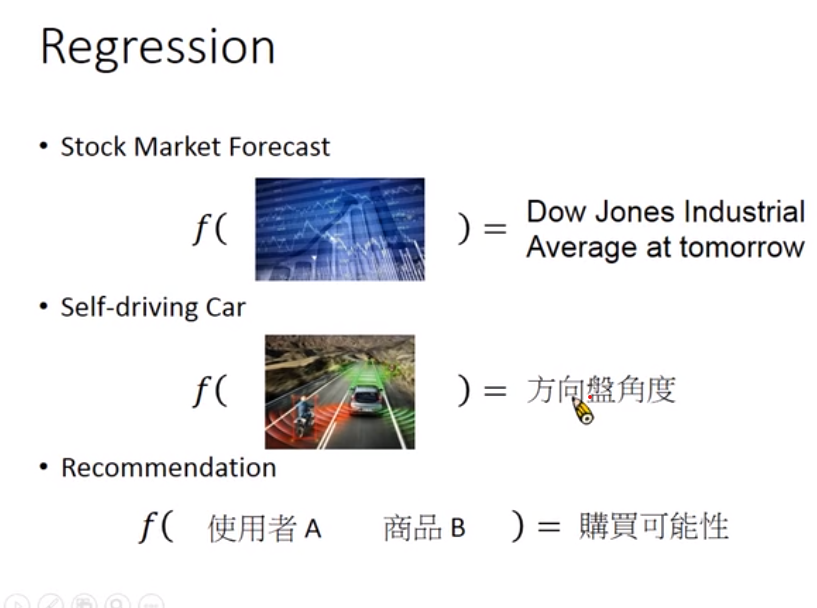 Regression
• Stock Market Forecast
f( ) = Dow Jones Industrial
Average at tomorrow
• Self-driving Car
f( ) = 方向盤角度
• Recommendation
f( 使用者 A 商品 B ) = 購買可能性